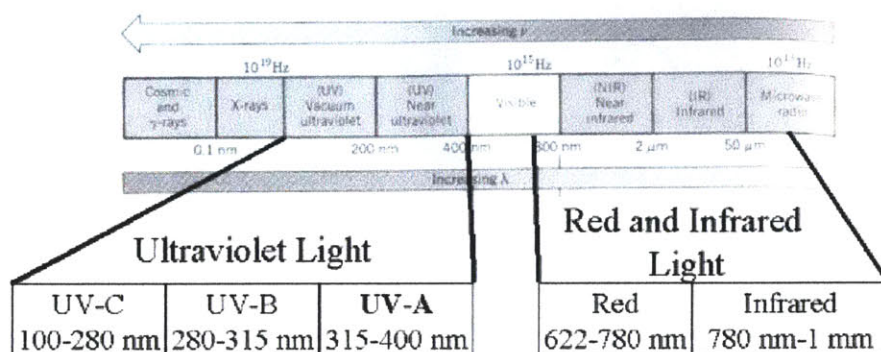 Increasing ν
10¹⁹Hz 10¹⁵Hz
Cosmic and γ-rays
X-rays
(UV) Vacuum ultraviolet
(UV) Near ultraviolet
Visible
(NIR) Near infrared
(IR) Infrared
Microwave
0.1 nm 200 nm 400 nm 800 nm 2 μm 50 μm
Increasing λ
Ultraviolet Light
Red and Infrared
Light
UV-C UV-B UV-A Red Infrared
100-280 nm 280-315 nm 315-400 nm 622-780 nm 780 nm-1 mm